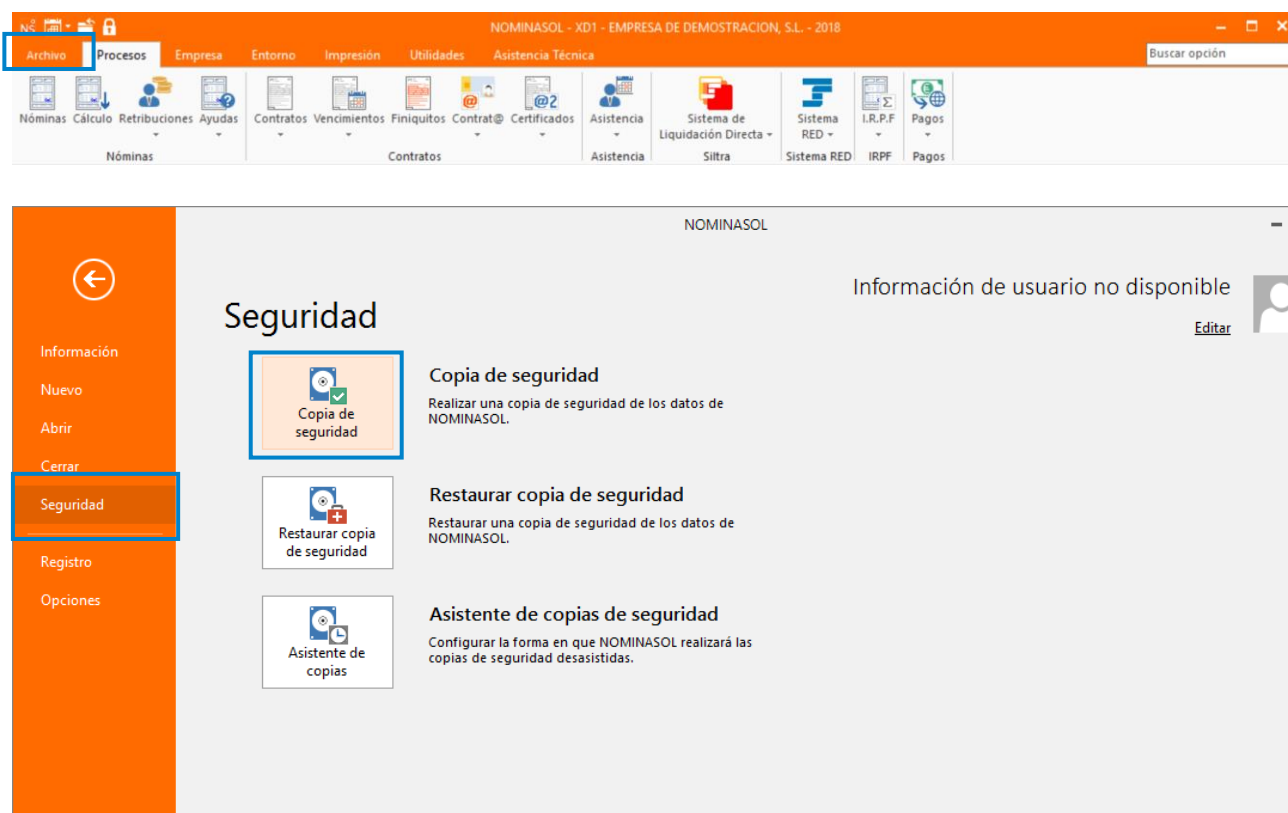 NOMINASOL - XD1 - EMPRESA DE DEMOSTRACION, S.L. - 2018
Archivo Procesos Empresa Entorno Impresión Utilidades Asistencia Técnica Buscar opción
Nóminas Cálculo Retribuciones Ayudas Contratos Vencimientos Finiquitos Contrat@ Certificados Asistencia Sistema de Sistema I.R.P.F Pagos
Liquidación Directa RED
Nóminas Contratos Asistencia Siltra Sistema RED IRPF Pagos
NOMINASOL
Información de usuario no disponible
Editar
Seguridad
Información
Nuevo
Abrir
Cerrar
Seguridad
Registro
Opciones
Copia de
seguridad
Copia de seguridad
Realizar una copia de seguridad de los datos de
NOMINASOL.
Restaurar copia
de seguridad
Restaurar copia de seguridad
Restaurar una copia de seguridad de los datos de
NOMINASOL.
Asistente de
copias
Asistente de copias de seguridad
Configurar la forma en que NOMINASOL realizará las
copias de seguridad desasistidas.